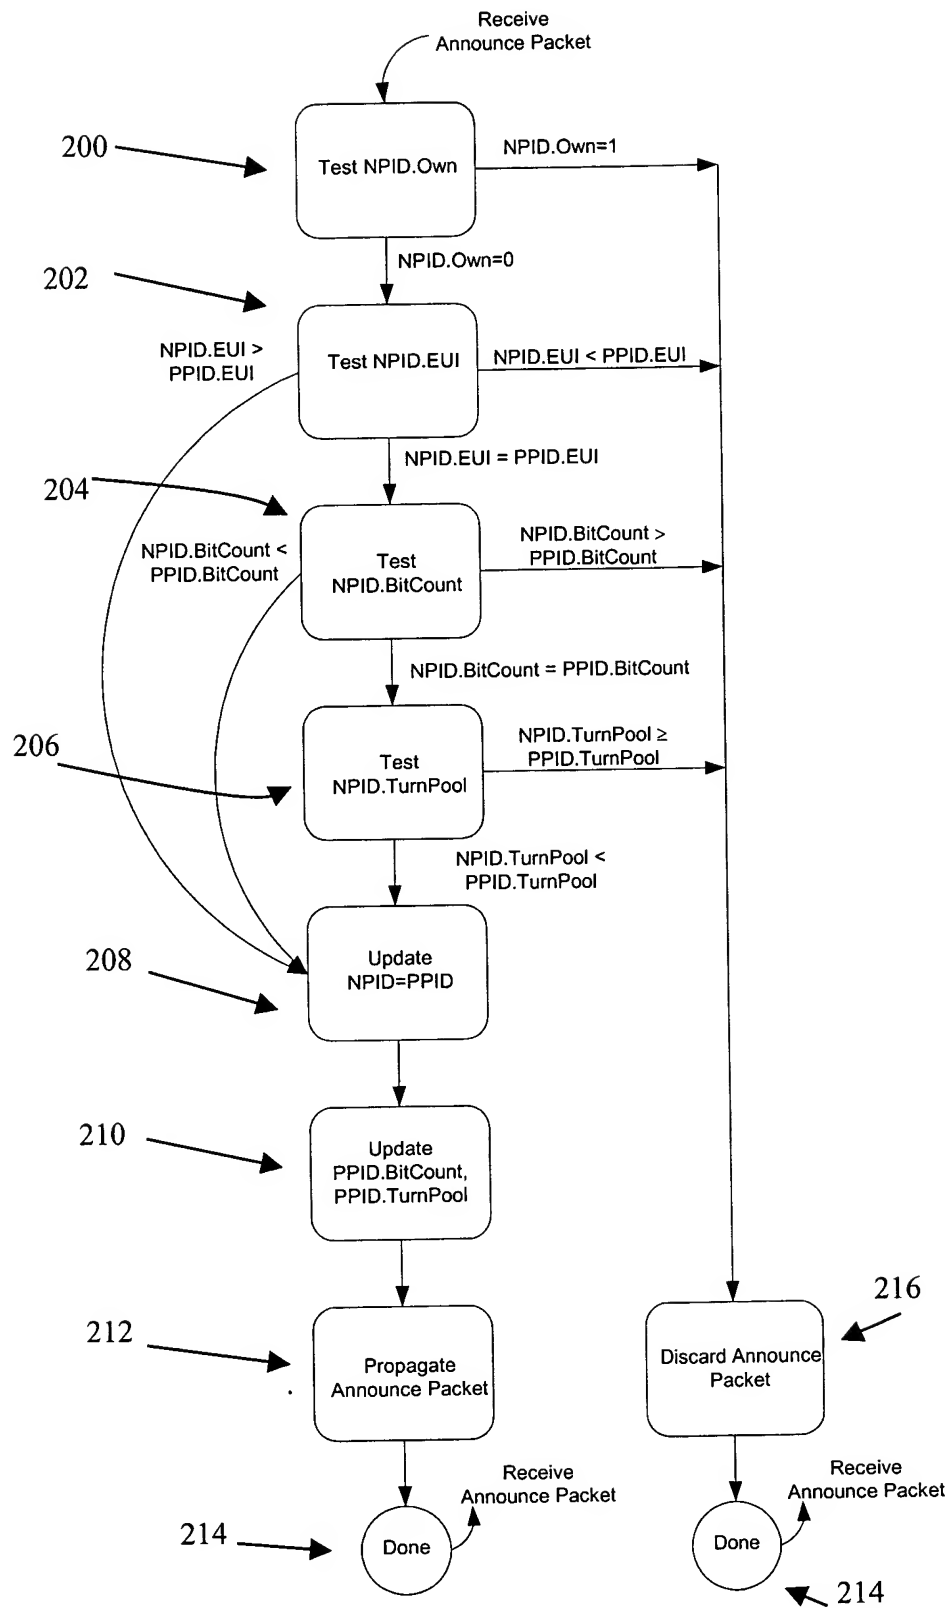 Receive
Announce Packet
200
Test NPID.Own
NPID.Own=1
NPID.Own=0
202
NPID.EUI >
PPID.EUI
Test NPID.EUI
NPID.EUI < PPID.EUI
NPID.EUI = PPID.EUI
204
NPID.BitCount <
PPID.BitCount
Test
NPID.BitCount
NPID.BitCount >
PPID.BitCount
NPID.BitCount = PPID.BitCount
206
Test
NPID.TurnPool
NPID.TurnPool ≥
PPID.TurnPool
NPID.TurnPool <
PPID.TurnPool
208
Update
NPID=PPID
210
Update
PPID.BitCount,
PPID.TurnPool
212
Propagate
Announce Packet
216
Discard Announce
Packet
Receive
Announce Packet
214
Done
Receive
Announce Packet
Done
214